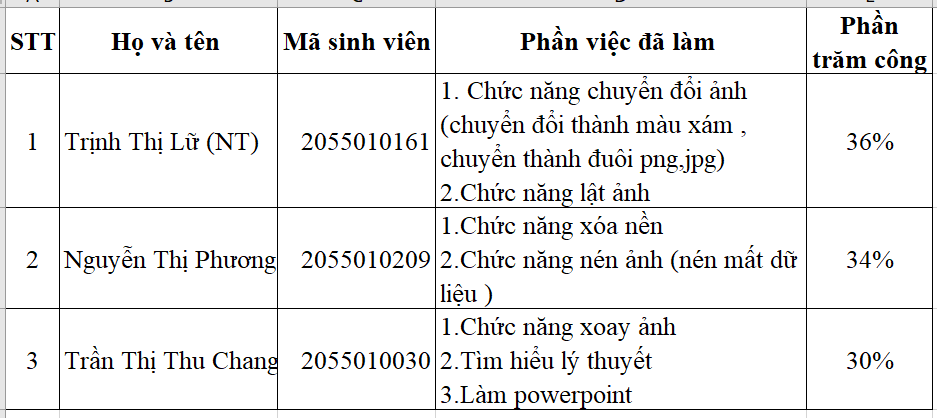 STT Họ và tên Mã sinh viên Phần việc đã làm Phần trăm công
1 Trịnh Thị Lữ (NT) 2055010161 1. Chức năng chuyển đổi ảnh
(chuyển đổi thành màu xám ,
chuyển thành đuôi png,jpg)
2.Chức năng lật ảnh
36%
2 Nguyễn Thị Phương 2055010209 1.Chức năng xóa nền
2.Chức năng nén ảnh (nén mất dữ
liệu )
34%
3 Trần Thị Thu Chang 2055010030 1.Chức năng xoay ảnh
2.Tìm hiểu lý thuyết
3.Làm powerpoint
30%